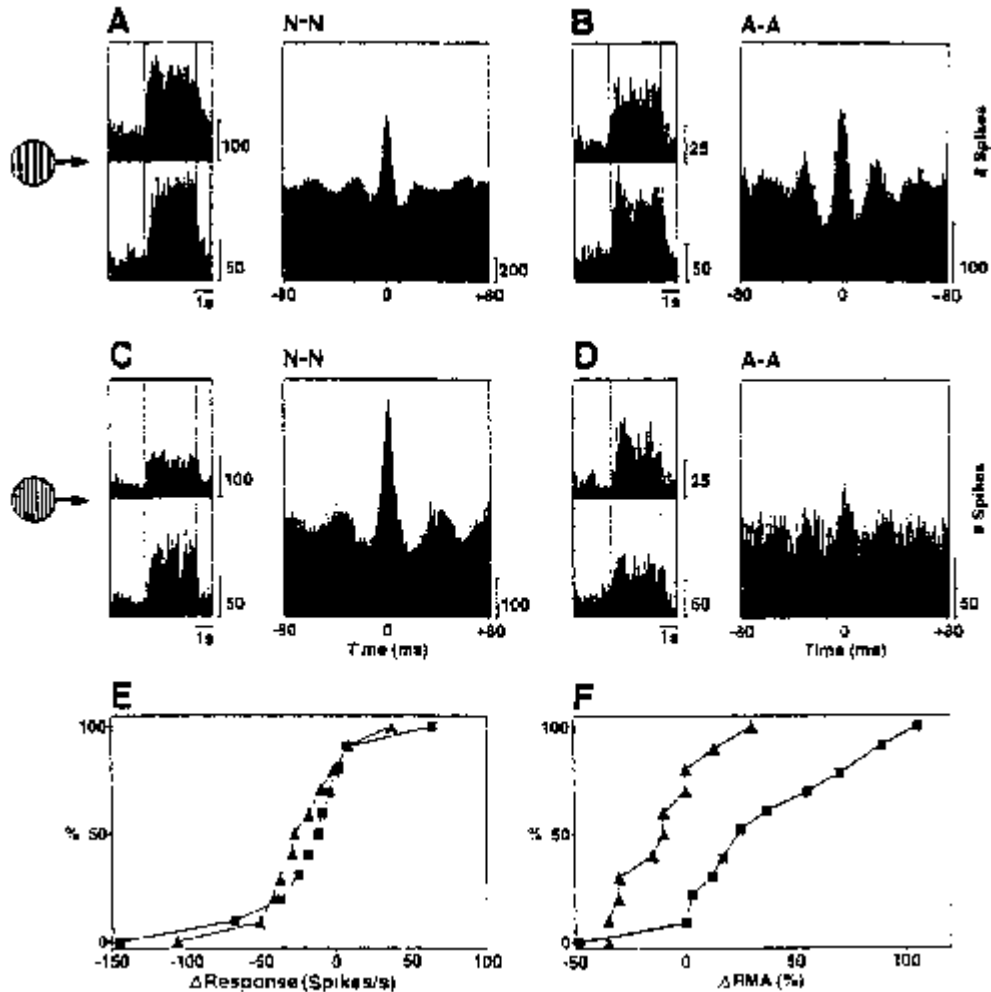 A N-N B A-A
100 25 # Spikes
50 200 50 100
1s -80 0 +80 1s -80 0 +80
C N-N D A-A
100 25 # Spikes
50 100 50 50
1s -80 0 +80 1s -80 0 +80
Time (ms) Time (ms)
E F
100 100
% 50 % 50
0 0
-150 -100 -50 0 50 100 -50 0 50 100
ΔResponse (Spikes/s) ΔRMA (%)